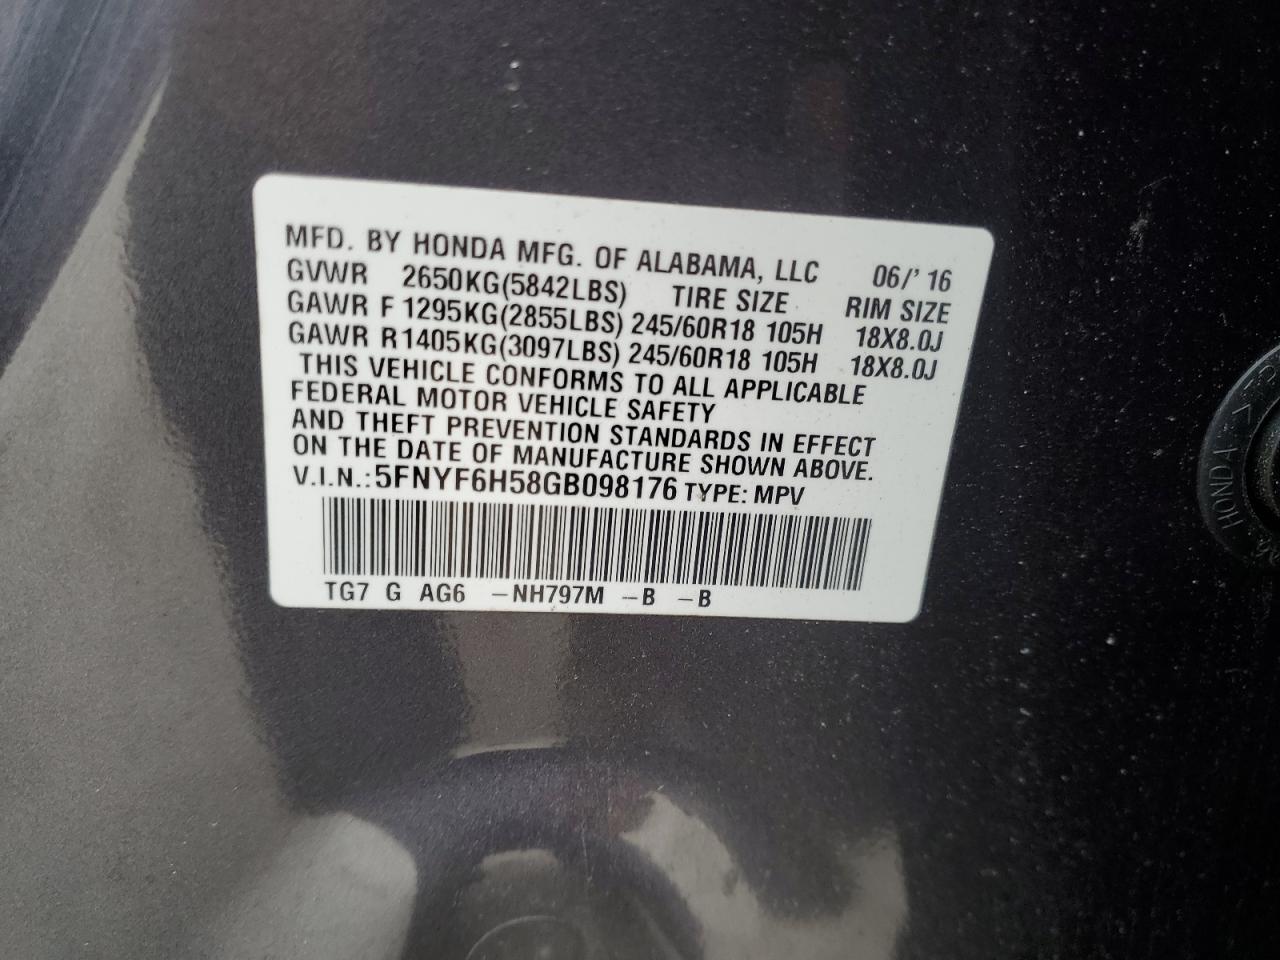 MFD. BY HONDA MFG. OF ALABAMA, LLC 06/' 16
GVWR 2650KG(5842LBS) TIRE SIZE RIM SIZE
GAWR F 1295KG(2855LBS) 245/60R18 105H 18X8.0J
GAWR R1405KG(3097LBS) 245/60R18 105H 18X8.0J
THIS VEHICLE CONFORMS TO ALL APPLICABLE
FEDERAL MOTOR VEHICLE SAFETY
AND THEFT PREVENTION STANDARDS IN EFFECT
ON THE DATE OF MANUFACTURE SHOWN ABOVE.
V.I.N.:5FNYF6H58GB098176 TYPE: MPV
TG7 G AG6 -NH797M -B -B
HONDA